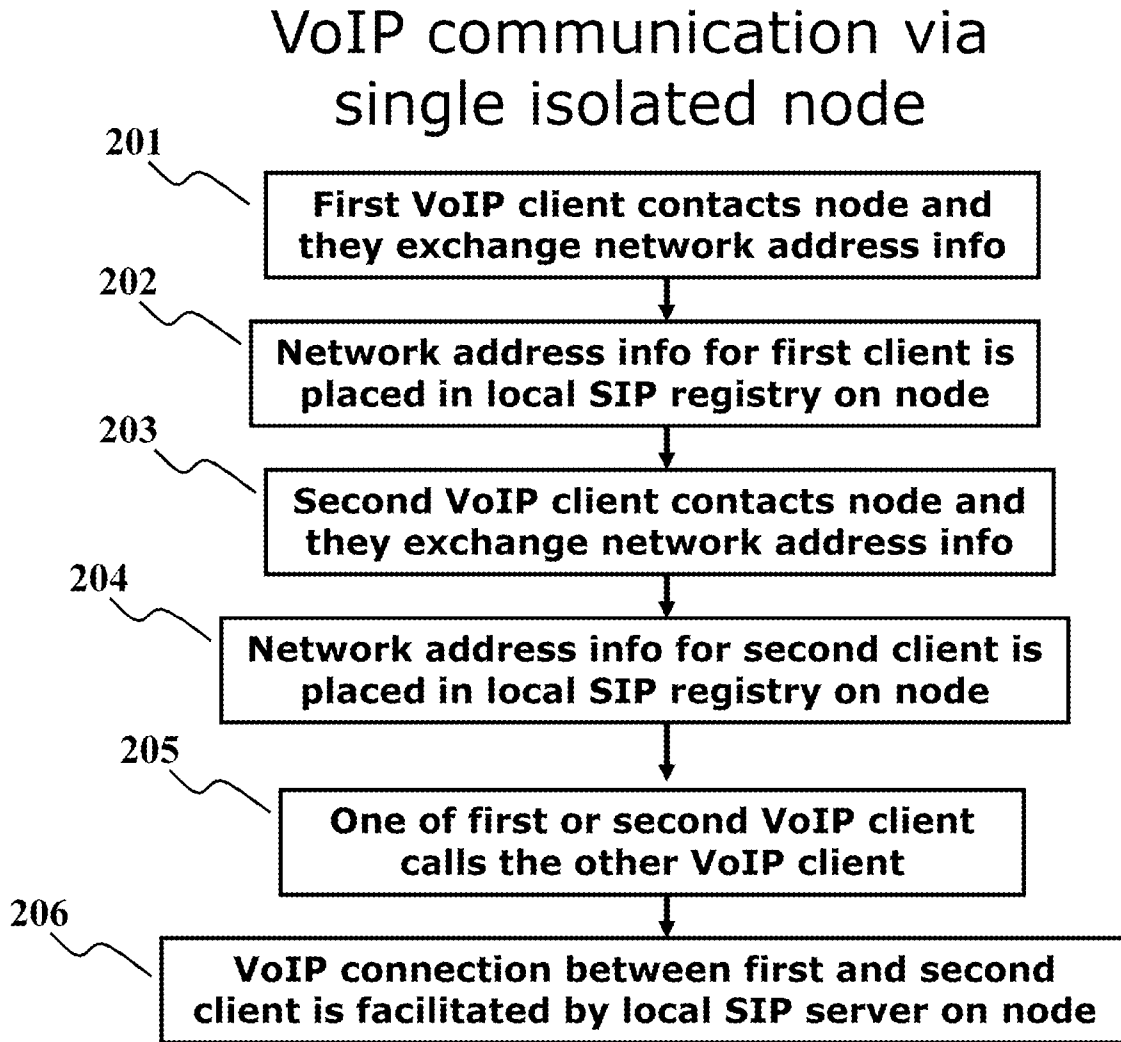 VoIP communication via
single isolated node
201
First VoIP client contacts node and
they exchange network address info
202
Network address info for first client is
placed in local SIP registry on node
203
Second VoIP client contacts node and
they exchange network address info
204
Network address info for second client is
placed in local SIP registry on node
205
One of first or second VoIP client
calls the other VoIP client
206
VoIP connection between first and second
client is facilitated by local SIP server on node